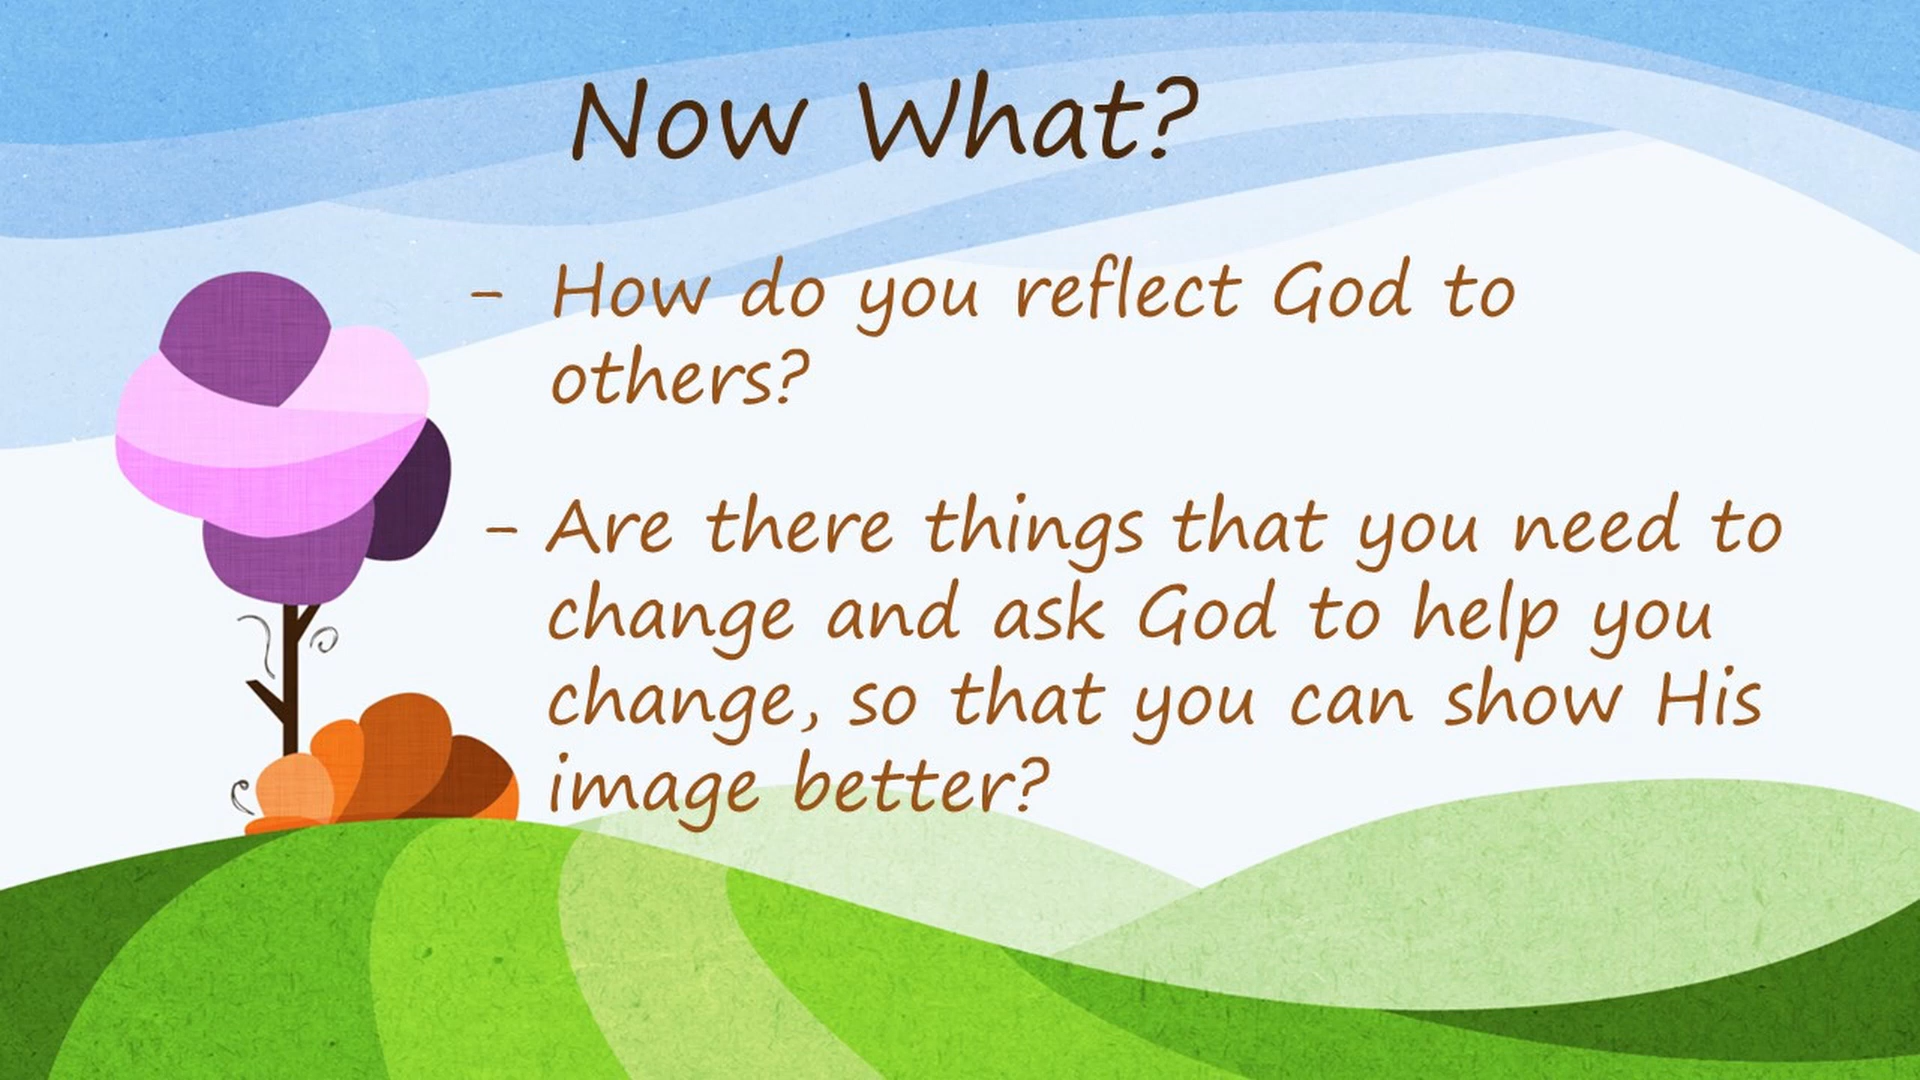 Now What?
- How do you reflect God to
others?
- Are there things that you need to
change and ask God to help you
change, so that you can show His
image better?